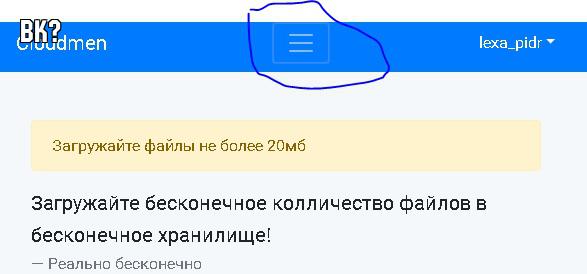 ВК?
Cloudmen
lexa_pidr
Загружайте файлы не более 20мб
Загружайте бесконечное колличество файлов в
бесконечное хранилище!
— Реально бесконечно